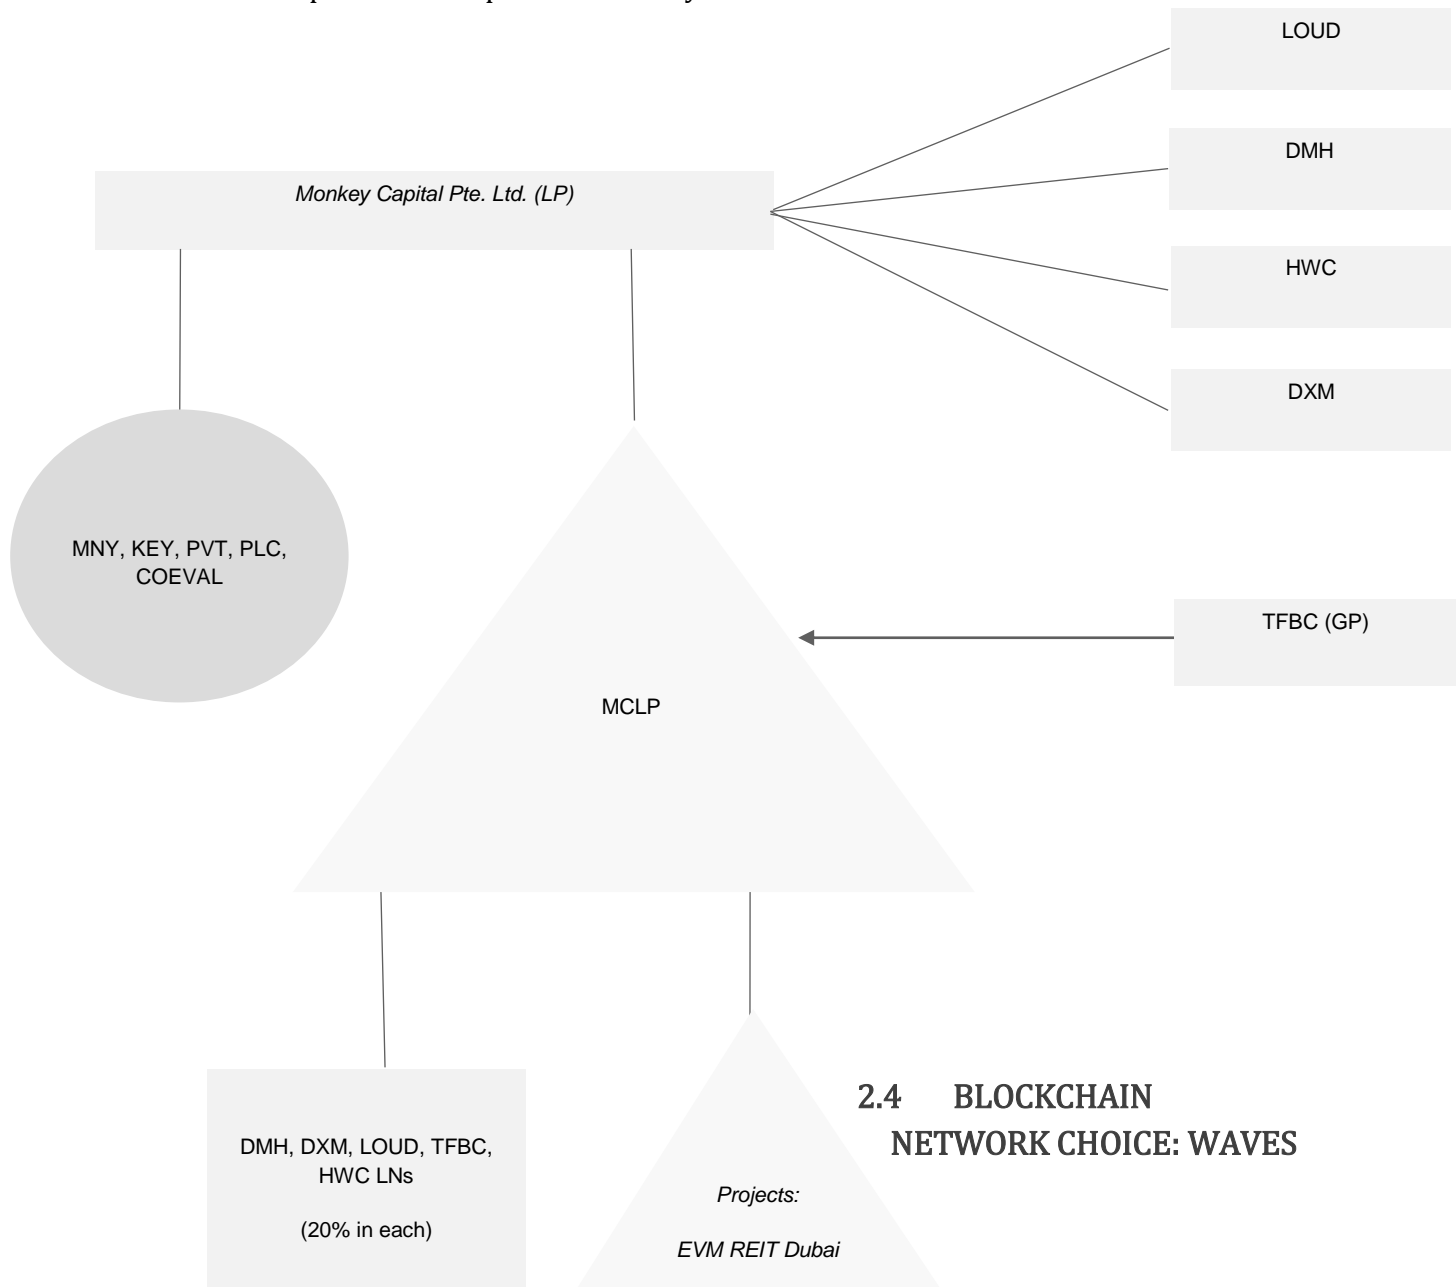 LOUD
DMH
Monkey Capital Pte. Ltd. (LP)
HWC
DXM
MNY, KEY, PVT, PLC,
COEVAL
TFBC (GP)
MCLP
2.4 BLOCKCHAIN
NETWORK CHOICE: WAVES
DMH, DXM, LOUD, TFBC,
HWC LNs
(20% in each)
Projects:
EVM REIT Dubai